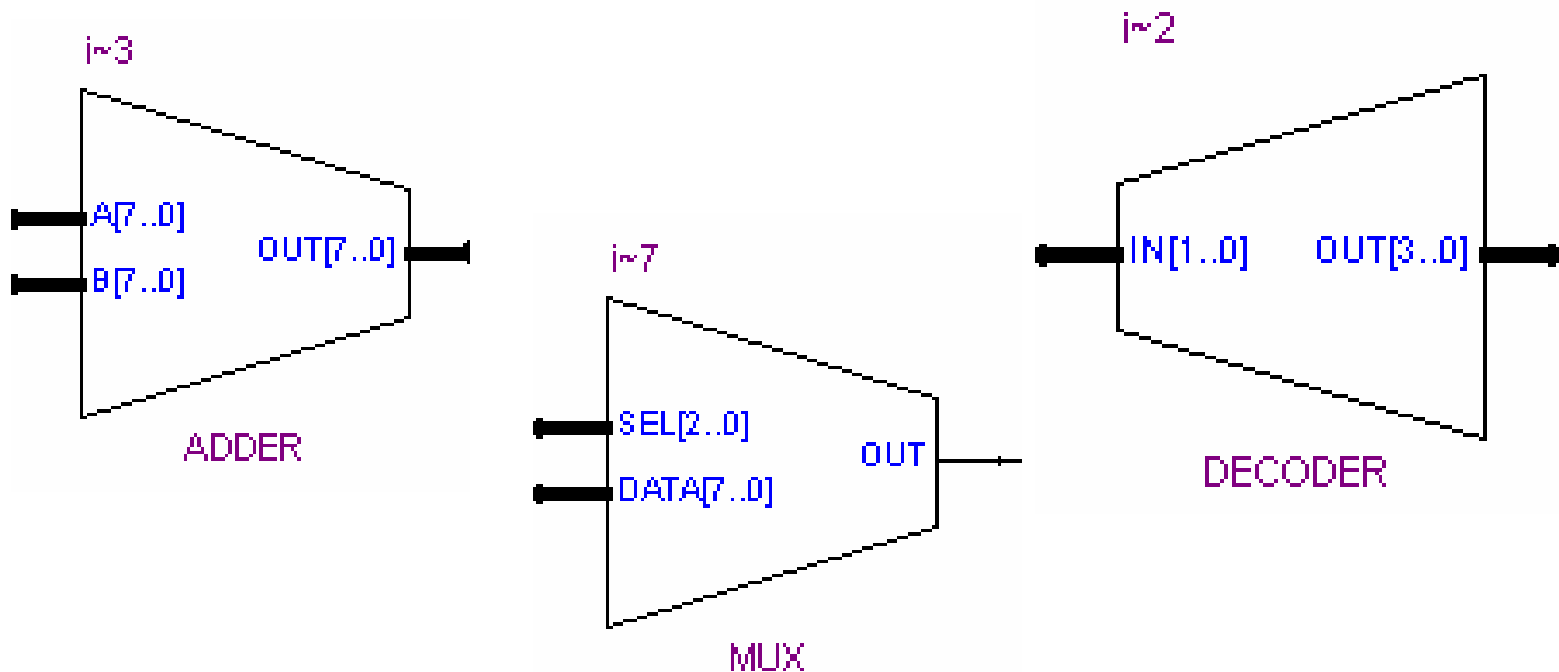 i~3
A[7..0]
B[7..0]
OUT[7..0]
ADDER
i~7
SEL[2..0]
DATA[7..0]
OUT
MUX
i~2
IN[1..0]
OUT[3..0]
DECODER